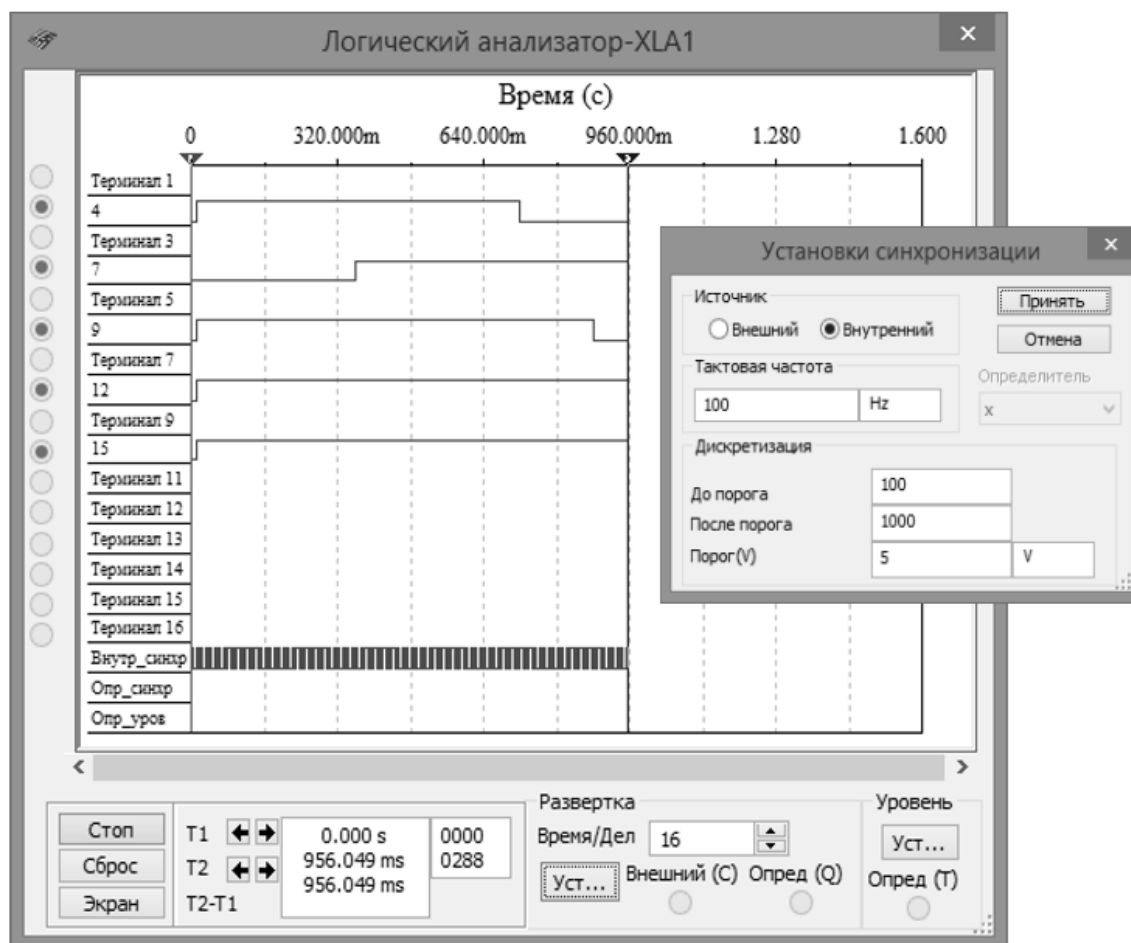 Логический анализатор-XLA1
Время (с)
0 320.000m 640.000m 960.000m 1.280 1.600
Терминал 1
4
Терминал 3
7
Терминал 5
9
Терминал 7
12
Терминал 9
15
Терминал 11
Терминал 12
Терминал 13
Терминал 14
Терминал 15
Терминал 16
Внутр_синхр
Опр_синхр
Опр_уров
Установки синхронизации
Источник
Внешний Внутренний
Принять
Отмена
Тактовая частота
100 Hz
Определитель
x
Дискретизация
До порога 100
После порога 1000
Порог(V) 5 V
Стоп
Сброс
Экран
T1 0.000 s 0000
T2 956.049 ms 0288
T2-T1 956.049 ms
Развертка
Время/Дел 16
Уст... Внешний (C) Опред (Q)
Уровень
Уст...
Опред (T)